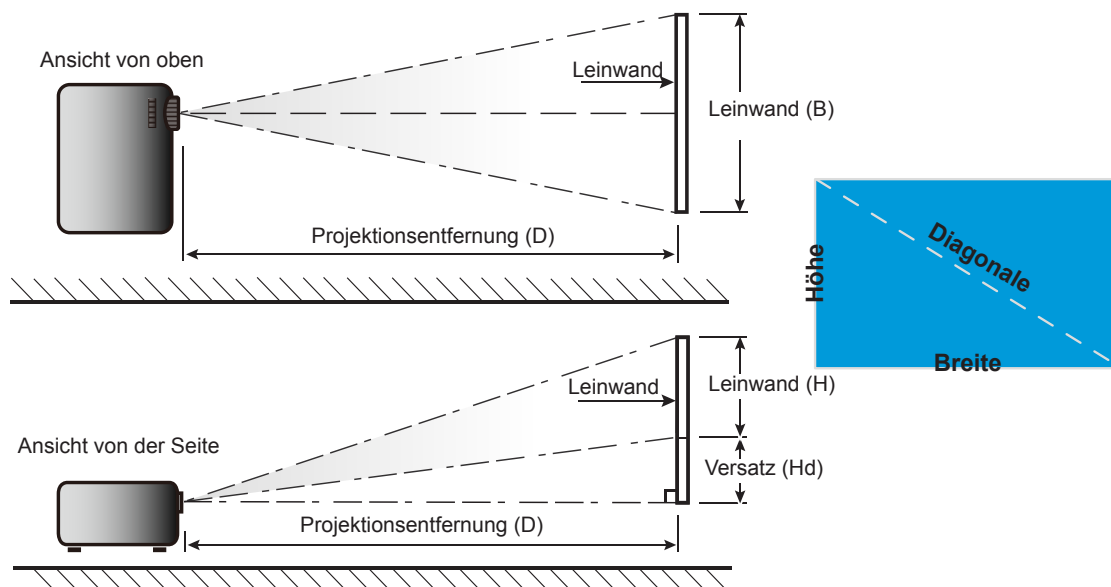 Ansicht von oben
Leinwand
Leinwand (B)
Projektionsentfernung (D)
Höhe
Diagonale
Breite
Ansicht von der Seite
Leinwand
Leinwand (H)
Versatz (Hd)
Projektionsentfernung (D)